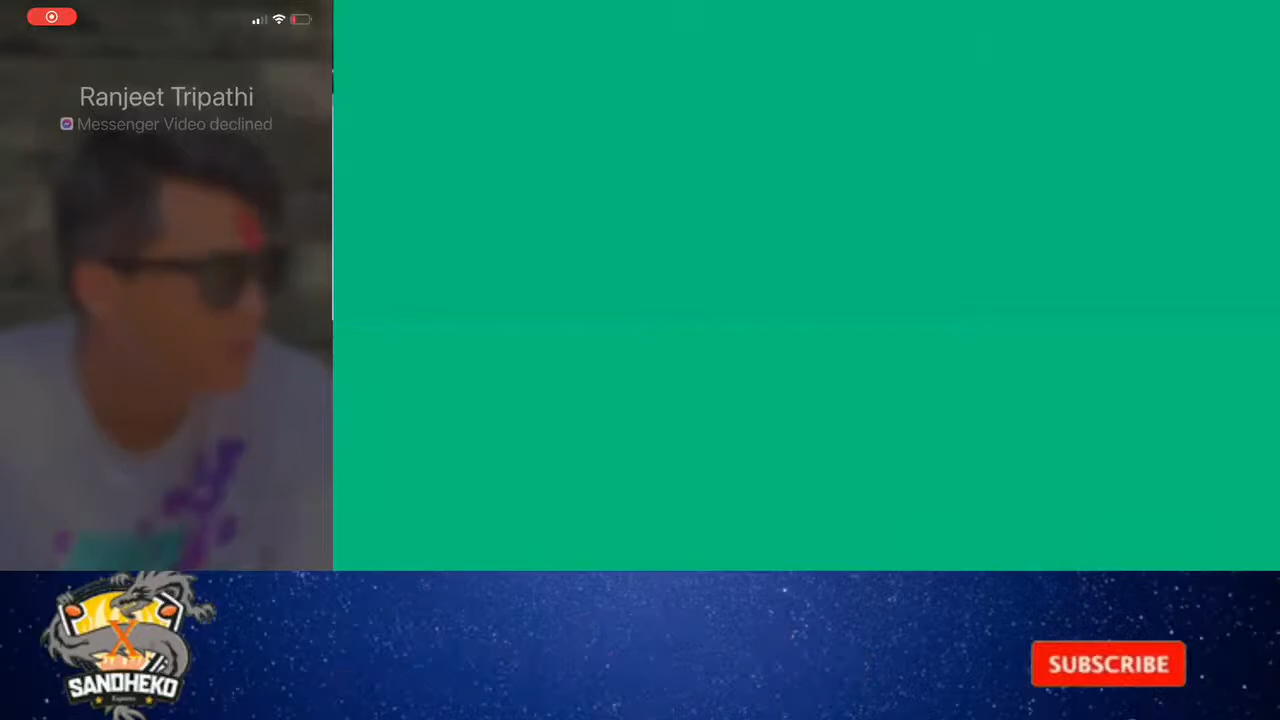 Ranjeet Tripathi
Messenger Video declined
X
SANDHEKO
SUBSCRIBE